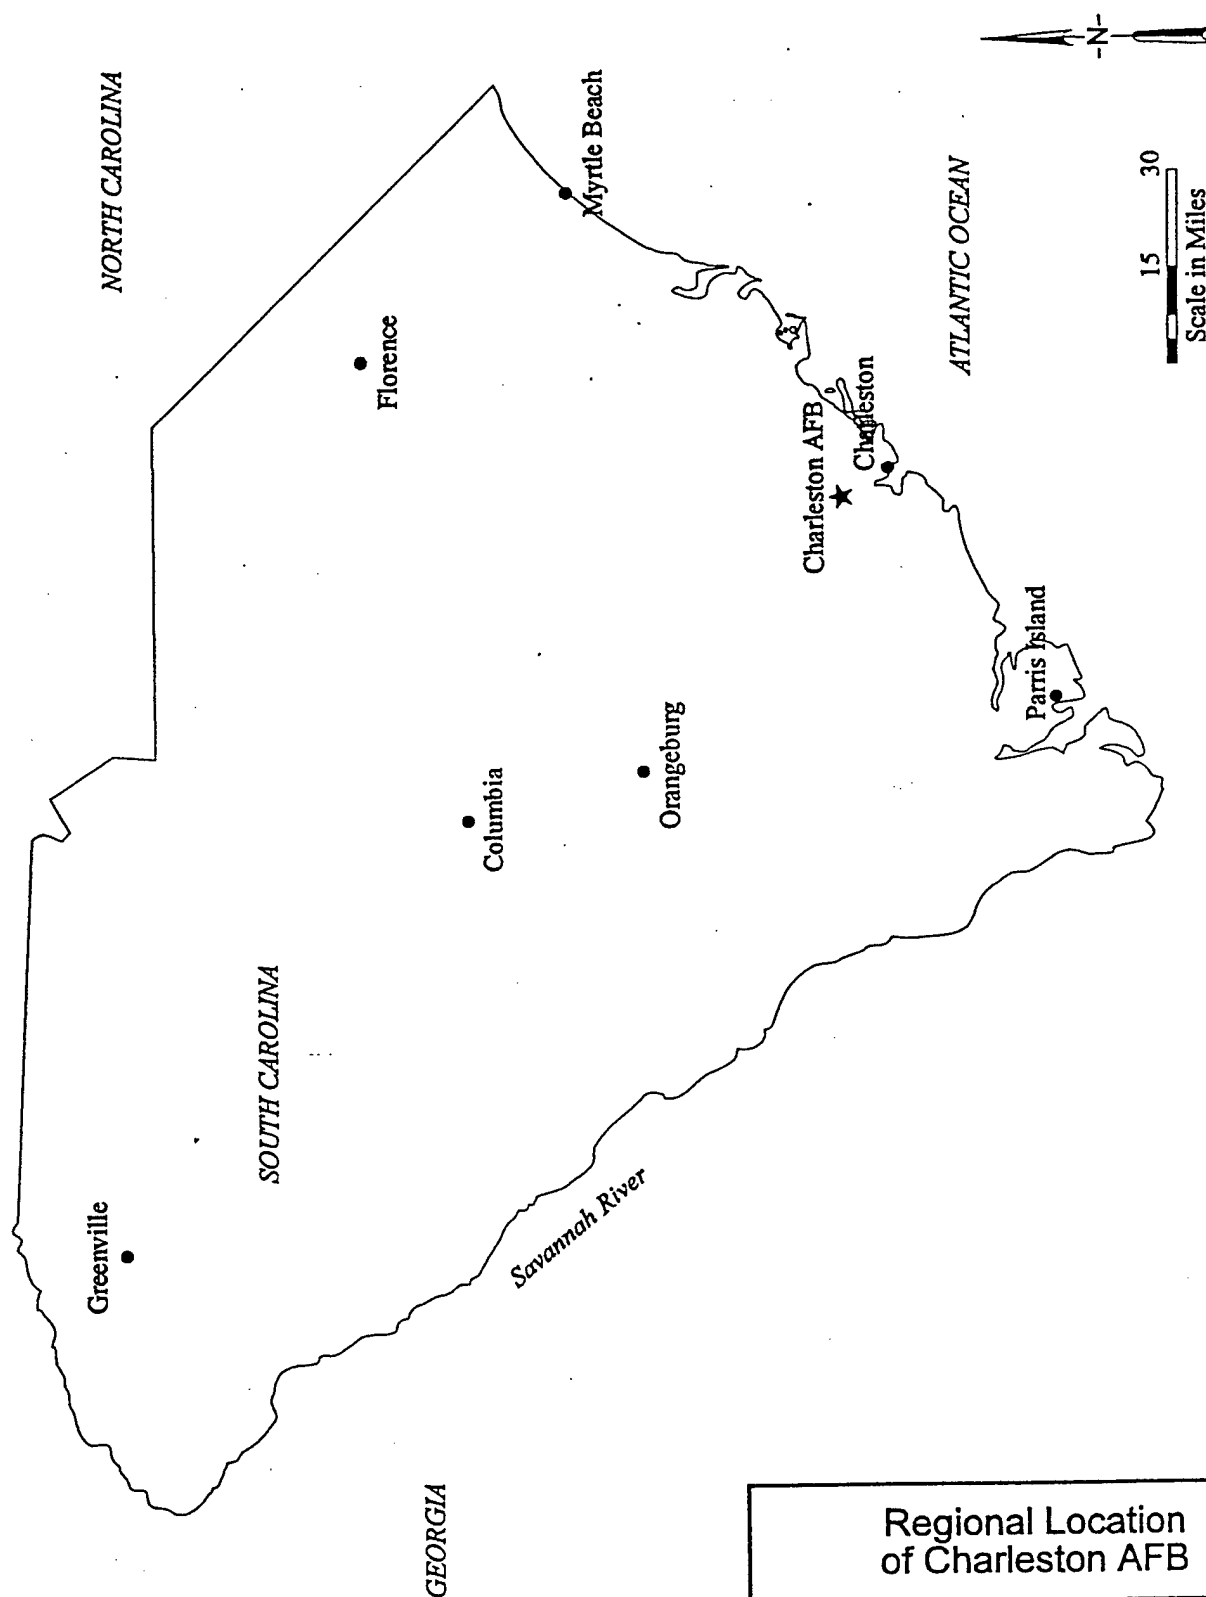 NORTH CAROLINA
Greenville
SOUTH CAROLINA
Florence
Myrtle Beach
Columbia
Orangeburg
Savannah River
GEORGIA
Charleston AFB
Charleston
Parris Island
ATLANTIC OCEAN
-N-
15 30
Scale in Miles
Regional Location
of Charleston AFB